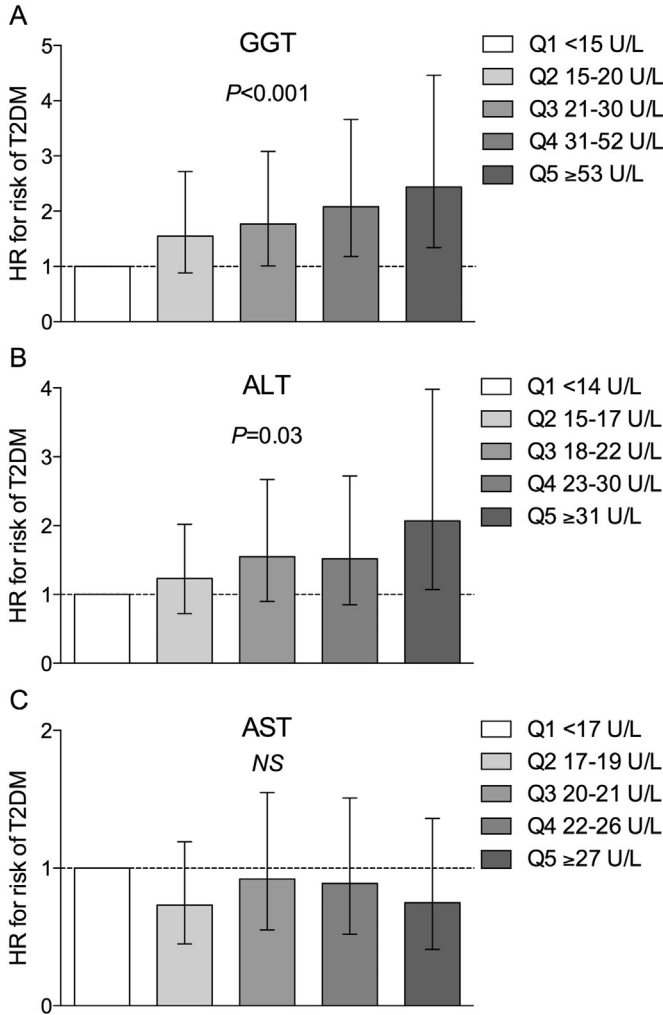 A
GGT
P<0.001
HR for risk of T2DM
5
4
3
2
1
0
Q1 <15 U/L
Q2 15-20 U/L
Q3 21-30 U/L
Q4 31-52 U/L
Q5 ≥53 U/L
B
ALT
P=0.03
HR for risk of T2DM
4
3
2
1
0
Q1 <14 U/L
Q2 15-17 U/L
Q3 18-22 U/L
Q4 23-30 U/L
Q5 ≥31 U/L
C
AST
NS
HR for risk of T2DM
2
1
0
Q1 <17 U/L
Q2 17-19 U/L
Q3 20-21 U/L
Q4 22-26 U/L
Q5 ≥27 U/L